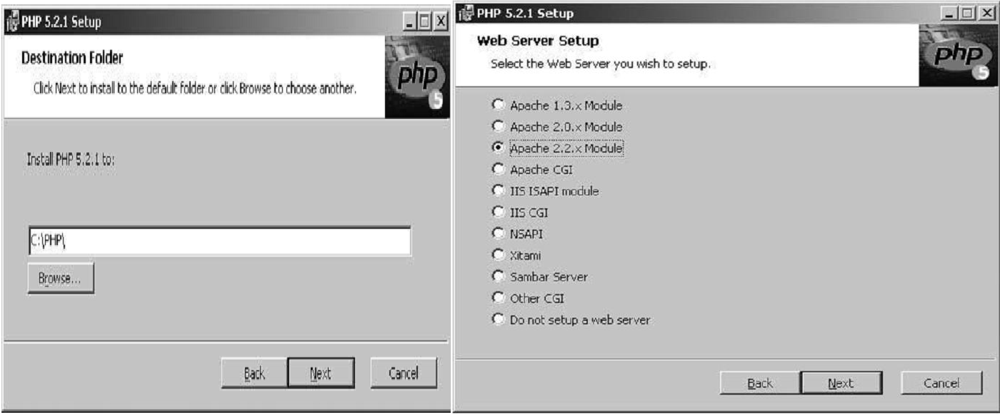 PHP 5.2.1 Setup
Destination Folder
Click Next to install to the default folder or click Browse to choose another.
php
5
Install PHP 5.2.1 to:
C:\PHP\
Browse...
Back
Next
Cancel
PHP 5.2.1 Setup
Web Server Setup
Select the Web Server you wish to setup.
php
5
Apache 1.3.x Module
Apache 2.0.x Module
Apache 2.2.x Module
Apache CGI
IIS ISAPI module
IIS CGI
NSAPI
Xitami
Sambar Server
Other CGI
Do not setup a web server
Back
Next
Cancel